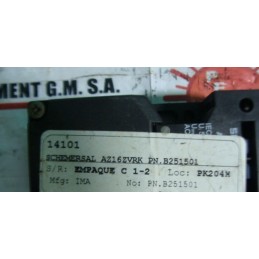 MENT G.M. S.A.
14101
SCHEMERSAL AZ16ZVRK PN.B251501
S/R: EMPAQUE C 1-2 Loc: PK204H
Mfg: IMA No: PN.B251501